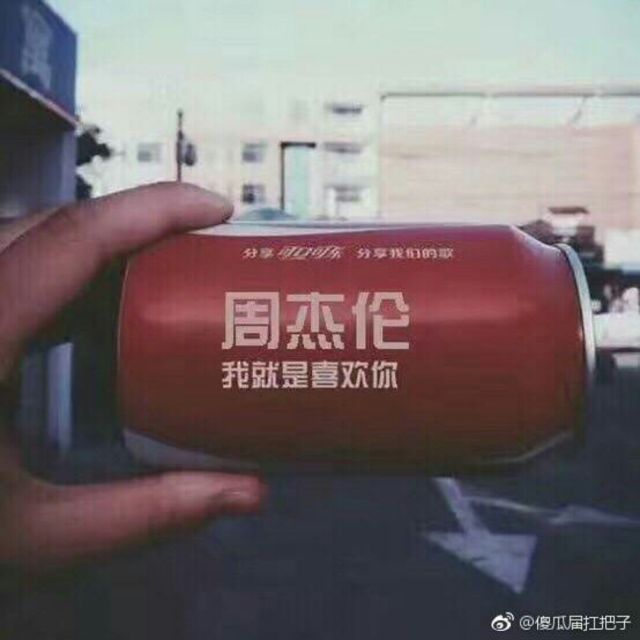 分享 可口可乐 分享我们的歌
周杰伦
我就是喜欢你
@傻瓜届扛把子